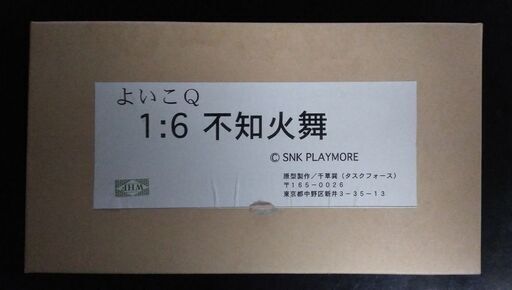 よいこQ
1:6 不知火舞
© SNK PLAYMORE
原型製作/千草巽(タスクフォース)
〒165-0026
東京都中野区新井3-35-13
JHM